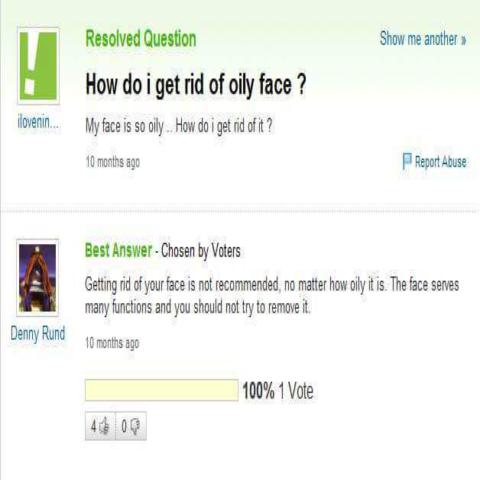 Resolved Question
Show me another »
How do i get rid of oily face ?
ilovenin...
My face is so oily .. How do i get rid of it ?
10 months ago
Report Abuse
Best Answer - Chosen by Voters
Getting rid of your face is not recommended, no matter how oily it is. The face serves
many functions and you should not try to remove it.
Denny Rund
10 months ago
100% 1 Vote
4 0